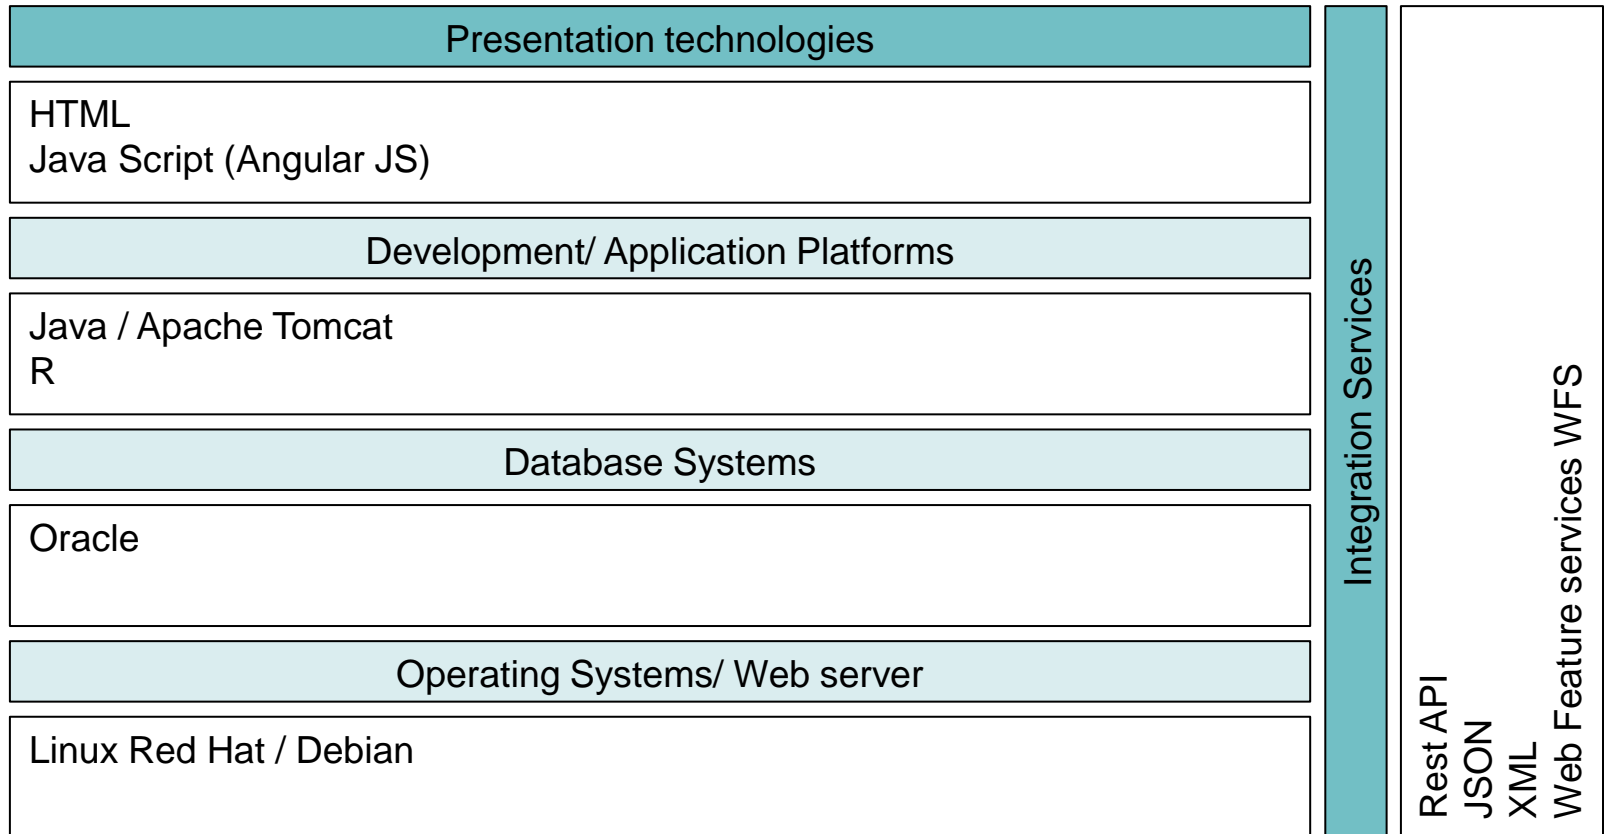 Presentation technologies
HTML
Java Script (Angular JS)
Development/ Application Platforms
Java / Apache Tomcat
R
Database Systems
Oracle
Operating Systems/ Web server
Linux Red Hat / Debian
Integration Services
Rest API
JSON
XML
Web Feature services WFS